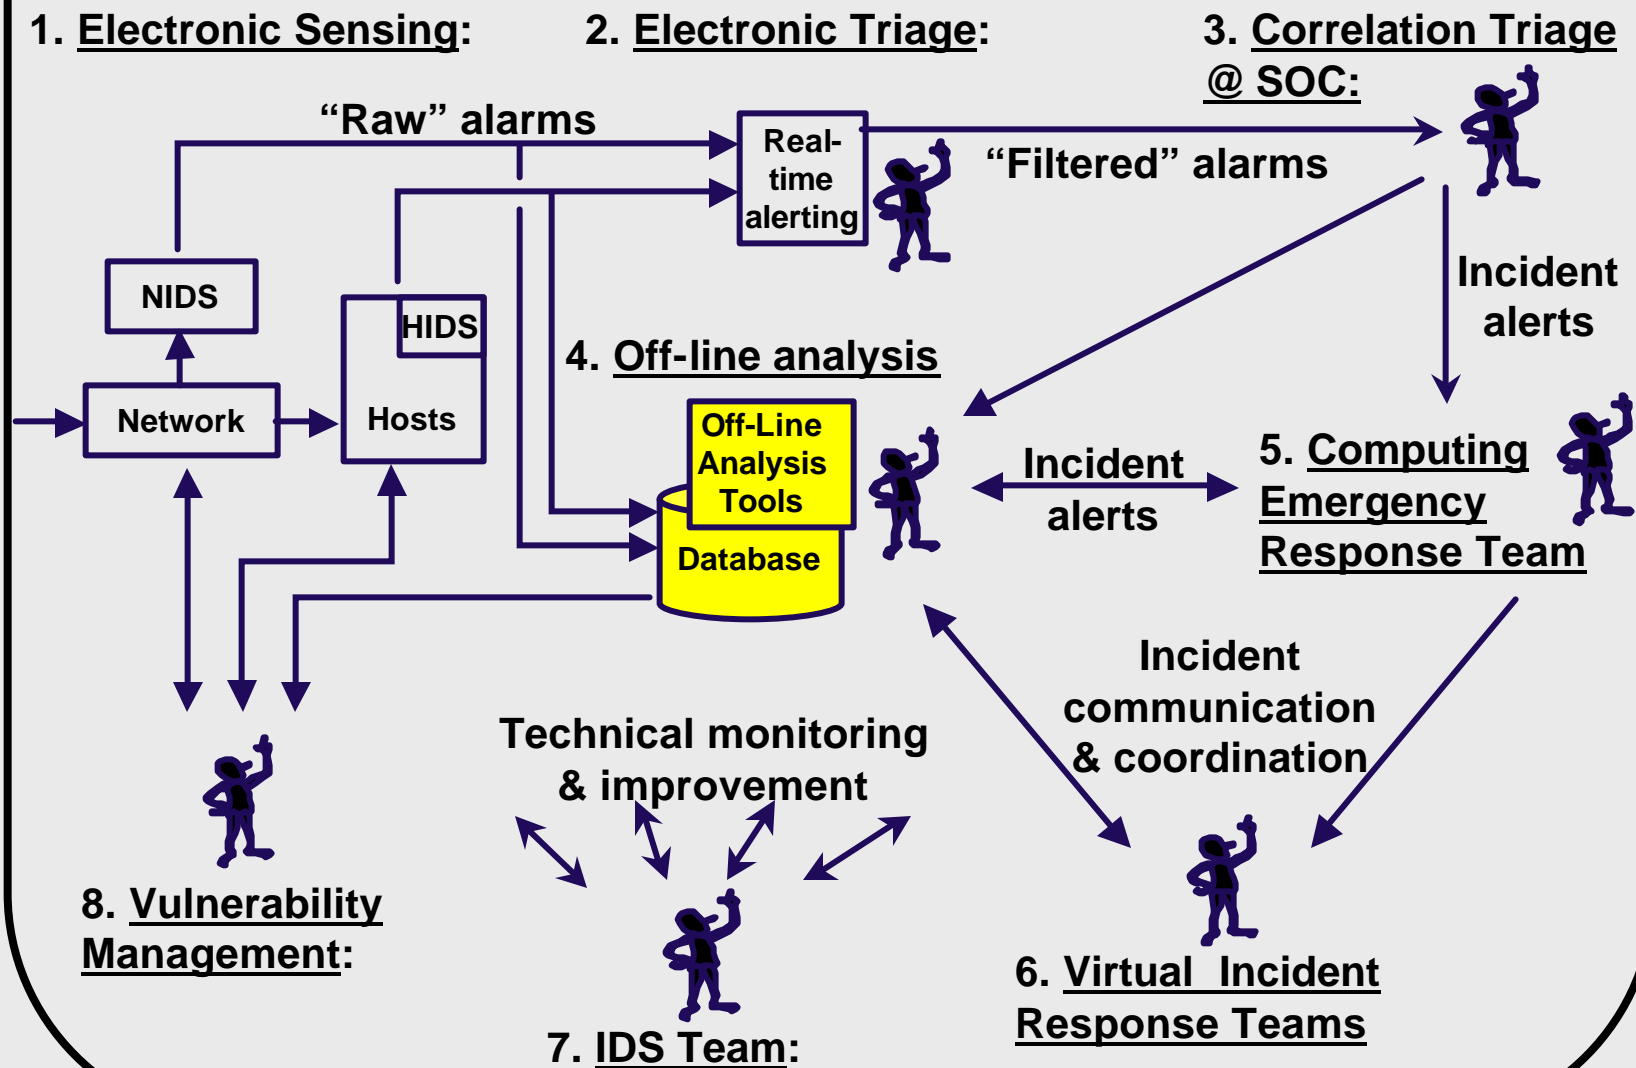 1. Electronic Sensing:
2. Electronic Triage:
3. Correlation Triage
@ SOC:
“Raw” alarms
Real-
time
alerting
“Filtered” alarms
NIDS
HIDS
Incident
alerts
4. Off-line analysis
Network
Hosts
Off-Line
Analysis
Tools
Database
Incident
alerts
5. Computing
Emergency
Response Team
Incident
communication
& coordination
Technical monitoring
& improvement
8. Vulnerability
Management:
6. Virtual Incident
Response Teams
7. IDS Team: